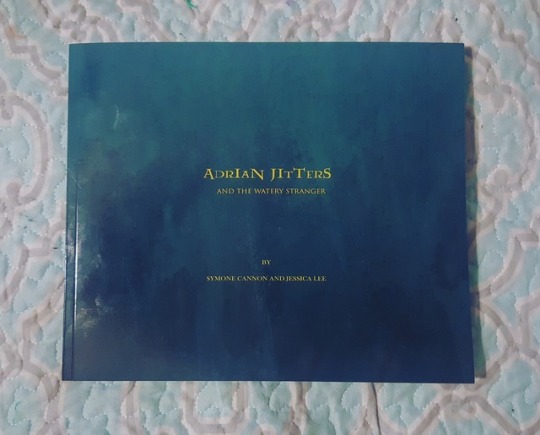 ADRIAN JITTERS
AND THE WATERY STRANGER
BY
SYMONE CANNON AND JESSICA LEE